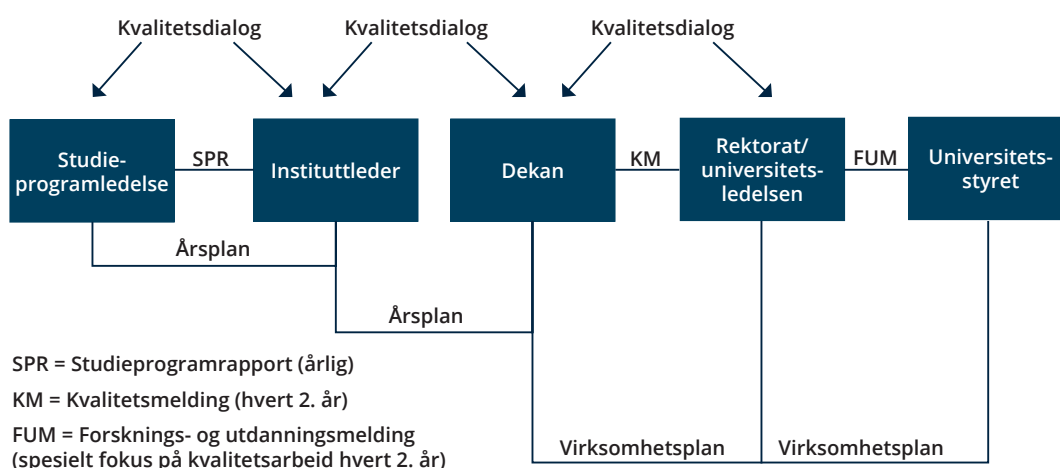 Kvalitetsdialog
Kvalitetsdialog
Kvalitetsdialog
Studie-
programledelse
SPR
Instituttleder
Dekan
KM
Rektorat/
universitets-
ledelsen
FUM
Universitets-
styret
Årsplan
Årsplan
SPR = Studieprogramrapport (årlig)
KM = Kvalitetsmelding (hvert 2. år)
FUM = Forsknings- og utdanningsmelding
(spesielt fokus på kvalitetsarbeid hvert 2. år)
Virksomhetsplan
Virksomhetsplan